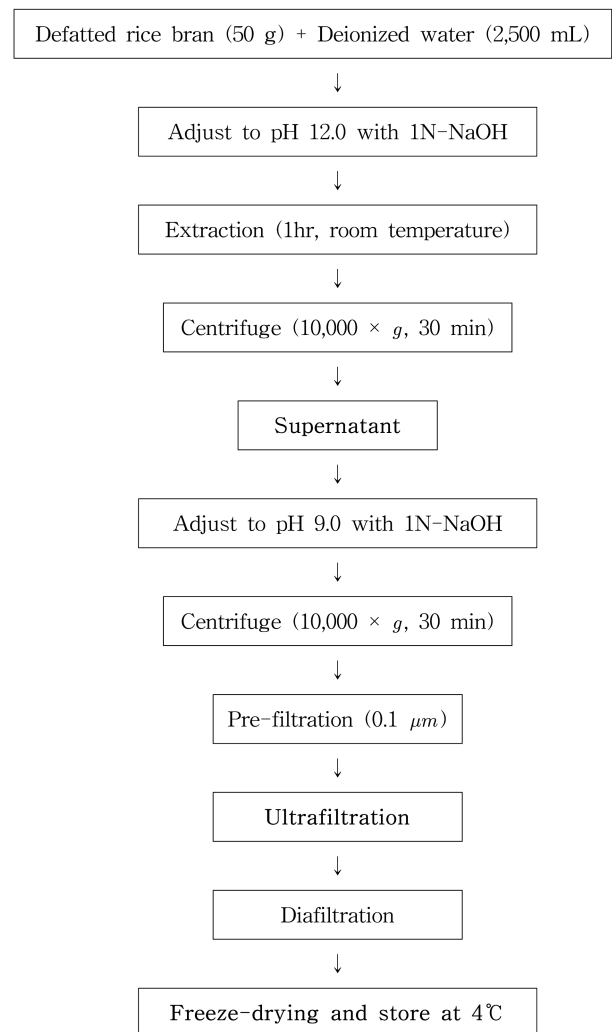 Defatted rice bran (50 g) + Deionized water (2,500 mL)
↓
Adjust to pH 12.0 with 1N-NaOH
↓
Extraction (1hr, room temperature)
↓
Centrifuge (10,000 × g, 30 min)
↓
Supernatant
↓
Adjust to pH 9.0 with 1N-NaOH
↓
Centrifuge (10,000 × g, 30 min)
↓
Pre-filtration (0.1 μm)
↓
Ultrafiltration
↓
Diafiltration
↓
Freeze-drying and store at 4℃